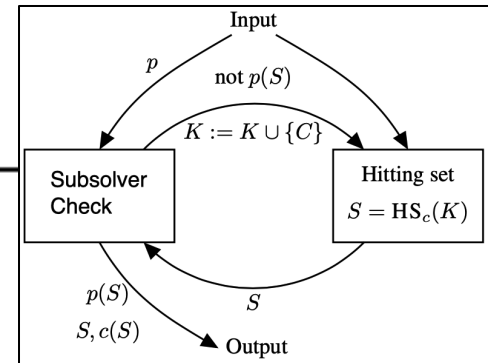 Input
p
not p(S)
K := K ∪ {C}
Subsolver
Check
Hitting set
S = HS_c(K)
p(S)
S, c(S)
S
Output